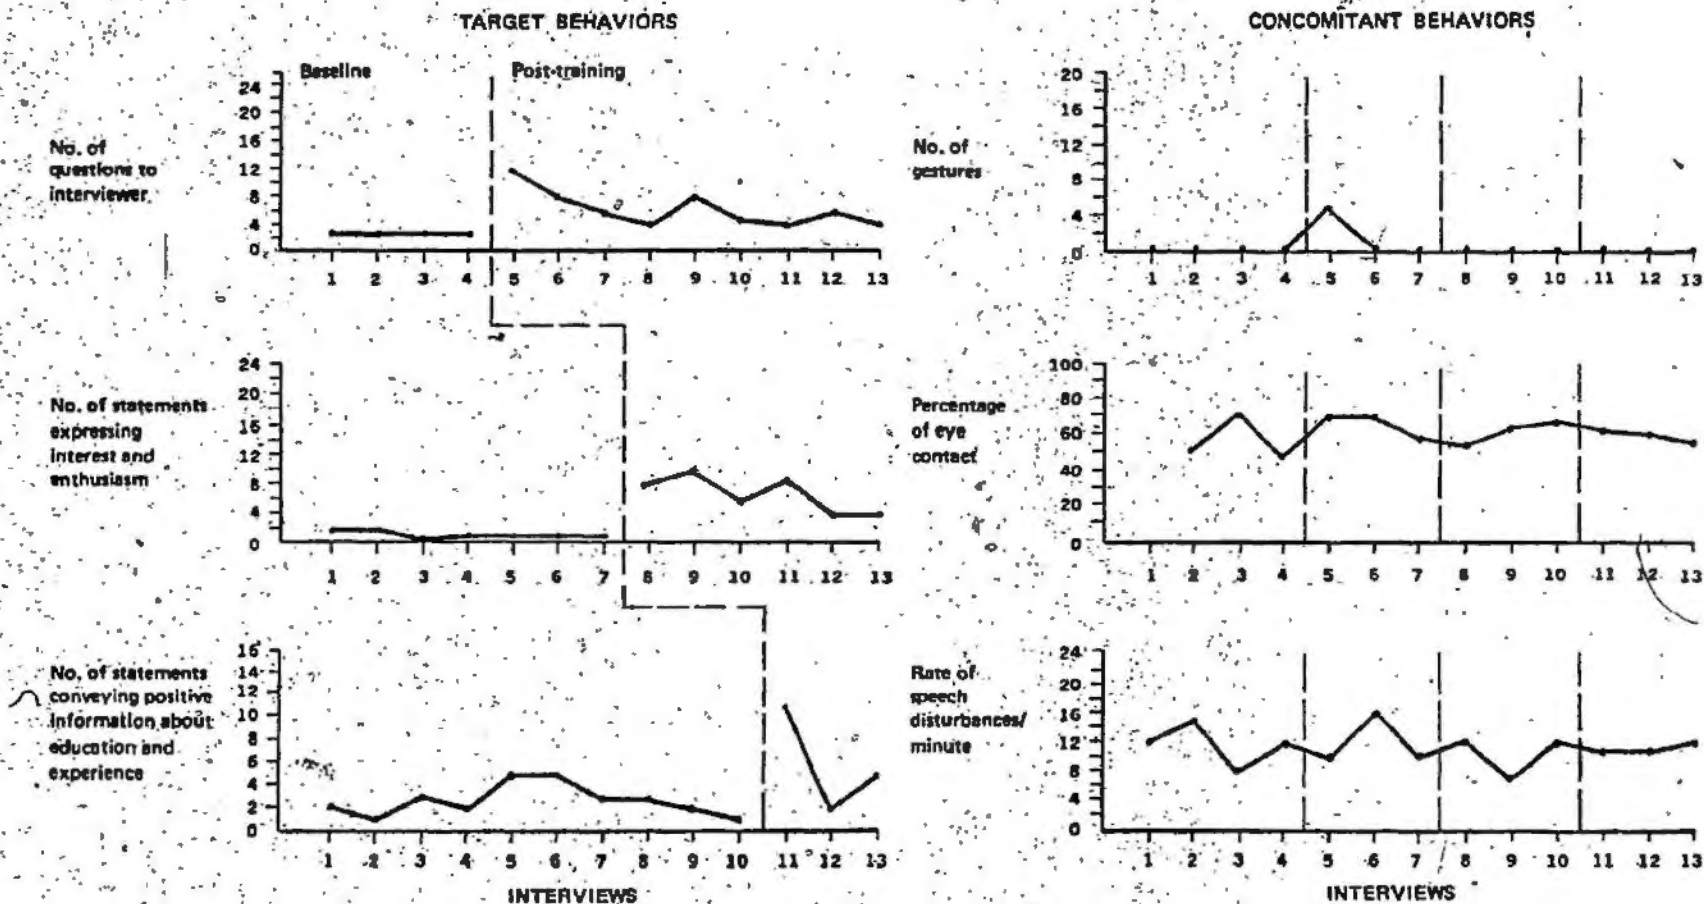 TARGET BEHAVIORS
Baseline
Post-training
No. of
questions to
interviewer
24
20
16
12
8
4
0
1 2 3 4 5 6 7 8 9 10 11 12 13
No. of statements
expressing
interest and
enthusiasm
24
20
16
12
8
4
0
1 2 3 4 5 6 7 8 9 10 11 12 13
No. of statements
conveying positive
information about
education and
experience
16
14
12
10
8
6
4
2
0
1 2 3 4 5 6 7 8 9 10 11 12 13
INTERVIEWS
CONCOMITANT BEHAVIORS
No. of
gestures
20
16
12
8
4
0
1 2 3 4 5 6 7 8 9 10 11 12 13
Percentage
of eye
contact
100
80
60
40
20
0
1 2 3 4 5 6 7 8 9 10 11 12 13
Rate of
speech
disturbances/
minute
24
20
16
12
8
4
0
1 2 3 4 5 6 7 8 9 10 11 12 13
INTERVIEWS